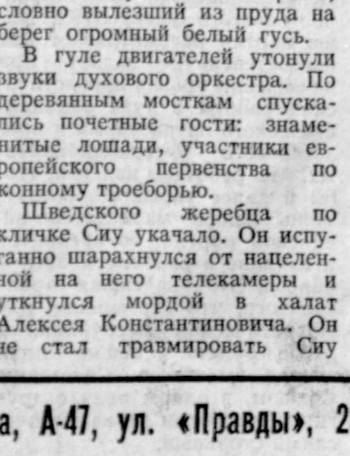 словно вылезший из пруда на
берег огромный белый гусь.
В гуле двигателей утонули
звуки духового оркестра. По
деревянным мосткам спуска-
лись почетные гости: знаме-
нитые лошади, участники ев-
ропейского первенства по
конному троеборью.
Шведского жеребца по
кличке Сиу укачало. Он испу-
ганно шарахнулся от нацелен-
ной на него телекамеры и
уткнулся мордой в халат
Алексея Константиновича. Он
не стал травмировать Сиу
а, А-47, ул. «Правды», 2